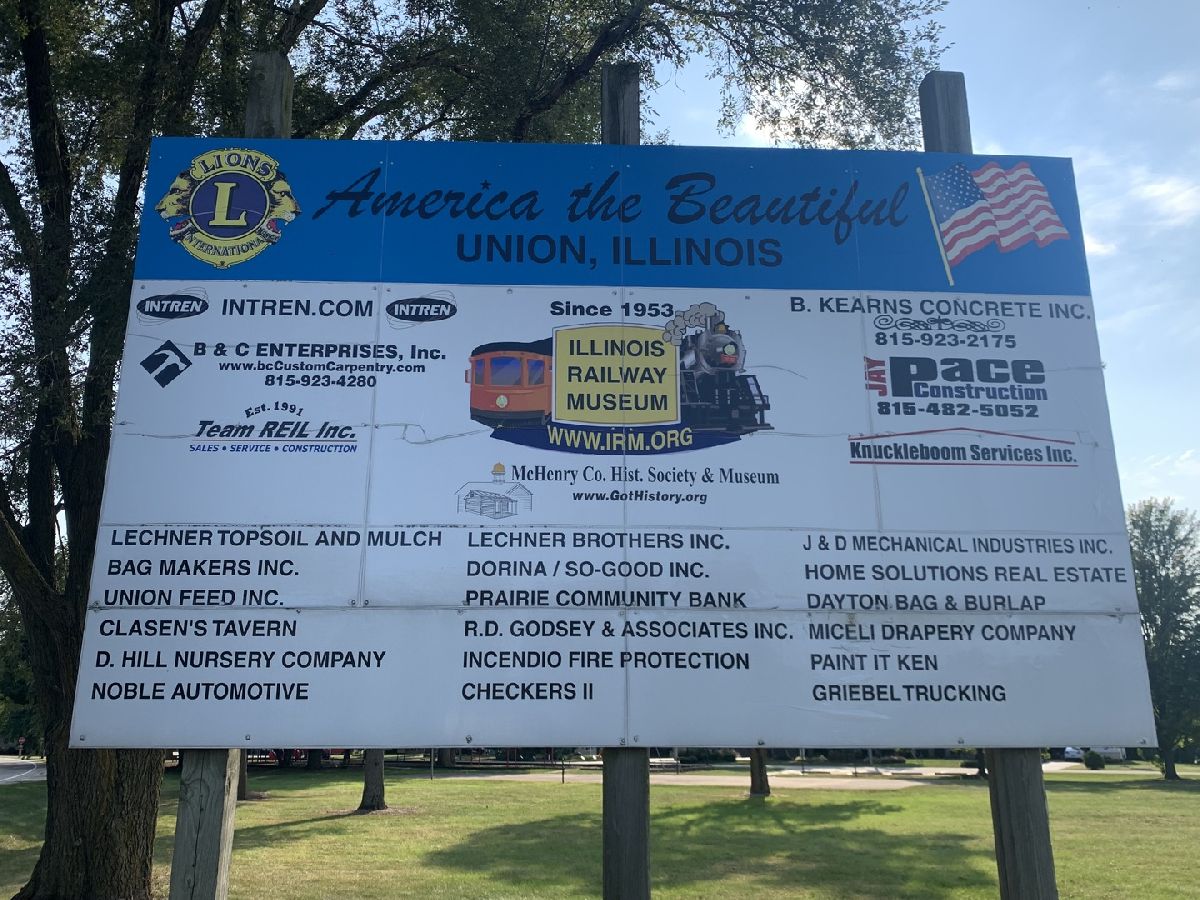 LIONS
L
INTERNATIONAL
America the Beautiful
UNION, ILLINOIS
INTREN
INTREN.COM
INTREN
B & C ENTERPRISES, Inc.
www.bcCustomCarpentry.com
815-923-4280
Est. 1991
Team REIL Inc.
SALES • SERVICE • CONSTRUCTION
Since 1953
ILLINOIS
RAILWAY
MUSEUM
WWW.IRM.ORG
McHenry Co. Hist. Society & Museum
www.GotHistory.org
B. KEARNS CONCRETE INC.
815-923-2175
JAY
pace
Construction
815-482-5052
Knuckleboom Services Inc.
LECHNER TOPSOIL AND MULCH
BAG MAKERS INC.
UNION FEED INC.
CLASEN'S TAVERN
D. HILL NURSERY COMPANY
NOBLE AUTOMOTIVE
LECHNER BROTHERS INC.
DORINA / SO-GOOD INC.
PRAIRIE COMMUNITY BANK
R.D. GODSEY & ASSOCIATES INC.
INCENDIO FIRE PROTECTION
CHECKERS II
J & D MECHANICAL INDUSTRIES INC.
HOME SOLUTIONS REAL ESTATE
DAYTON BAG & BURLAP
MICELI DRAPERY COMPANY
PAINT IT KEN
GRIEBEL TRUCKING